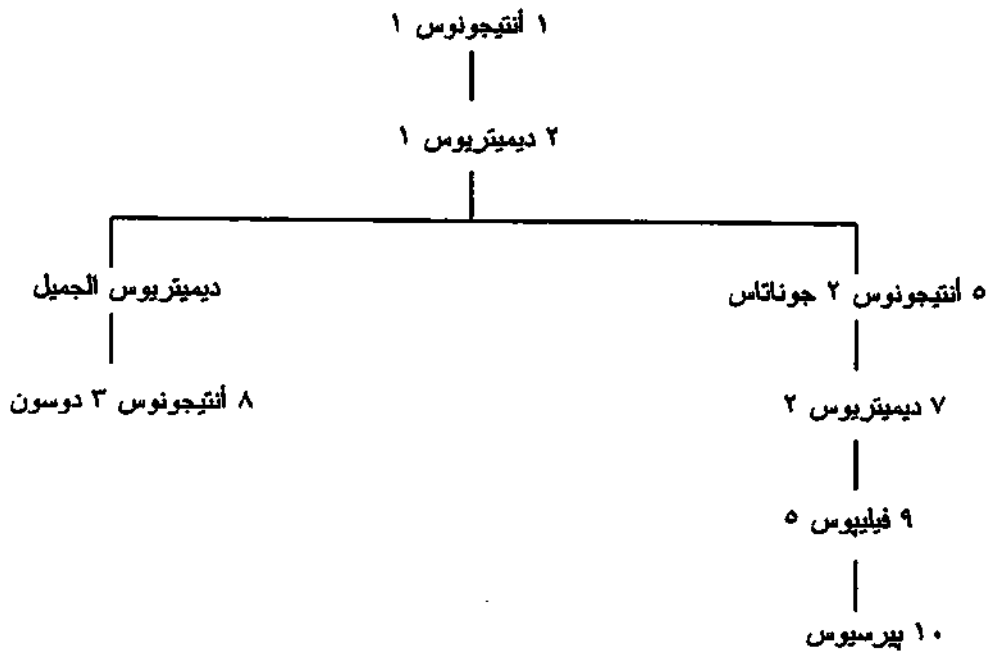 ١ أنتيجونوس ١
٢ ديميتريوس ١
٥ أنتيجونوس ٢ جوناتاس
ديميتريوس الجميل
٧ ديميتريوس ٢
٨ أنتيجونوس ٣ دوسون
٩ فيليپوس ٥
١٠ پيرسيوس